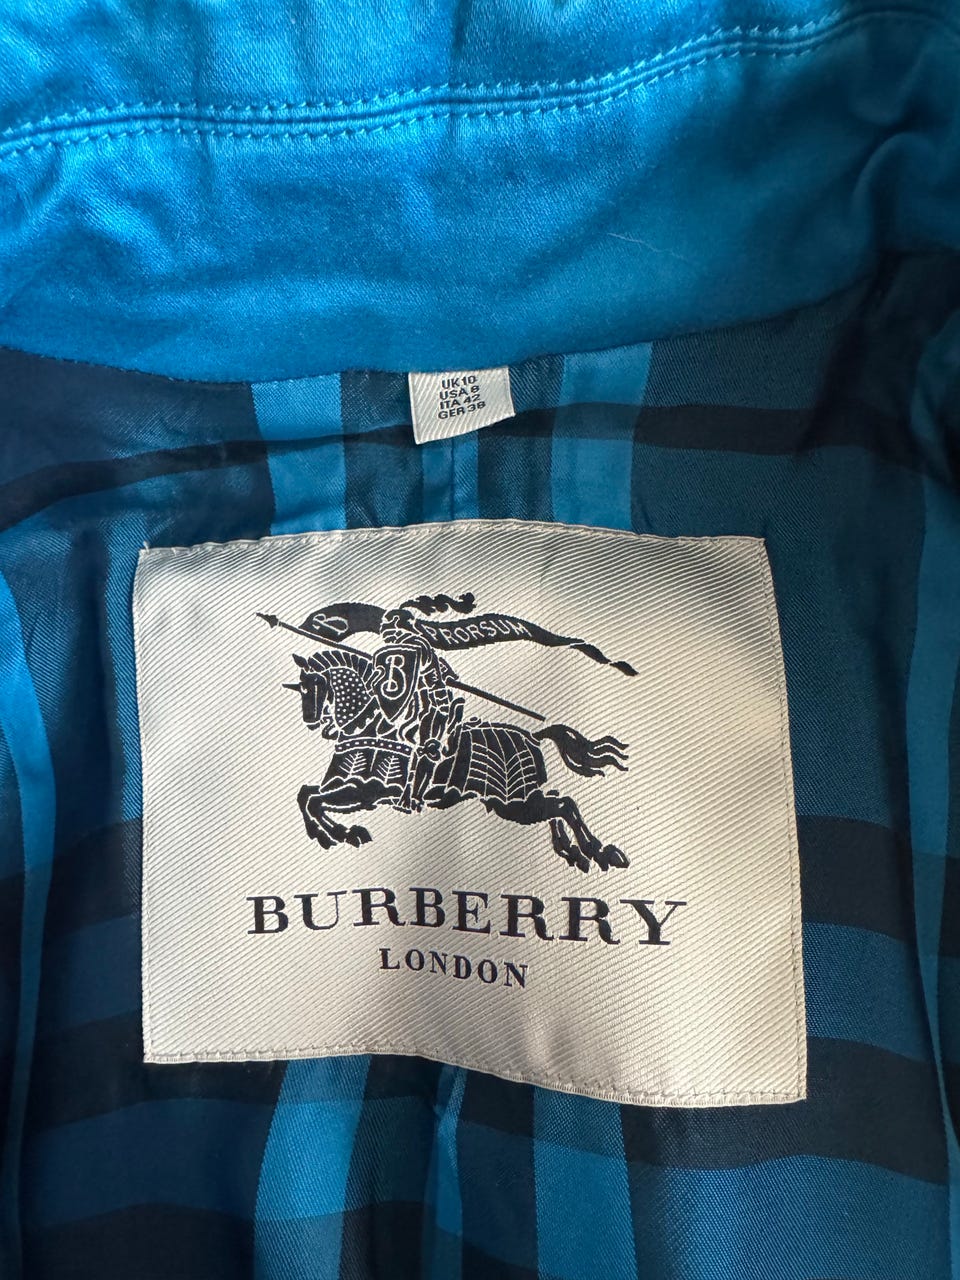 UK10
USA 8
ITA 42
GER 38
B PRORSUM
B
BURBERRY
LONDON